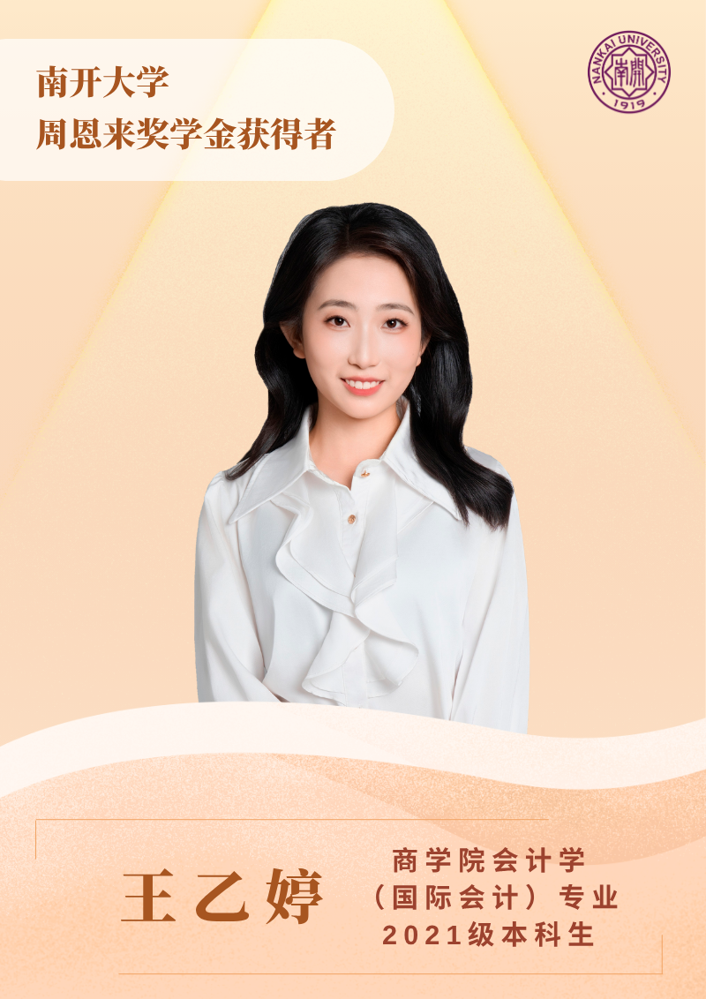 南开大学
周恩来奖学金获得者
NANKAI UNIVERSITY
南開
1919
王乙婷
商学院会计学
（国际会计）专业
2021级本科生